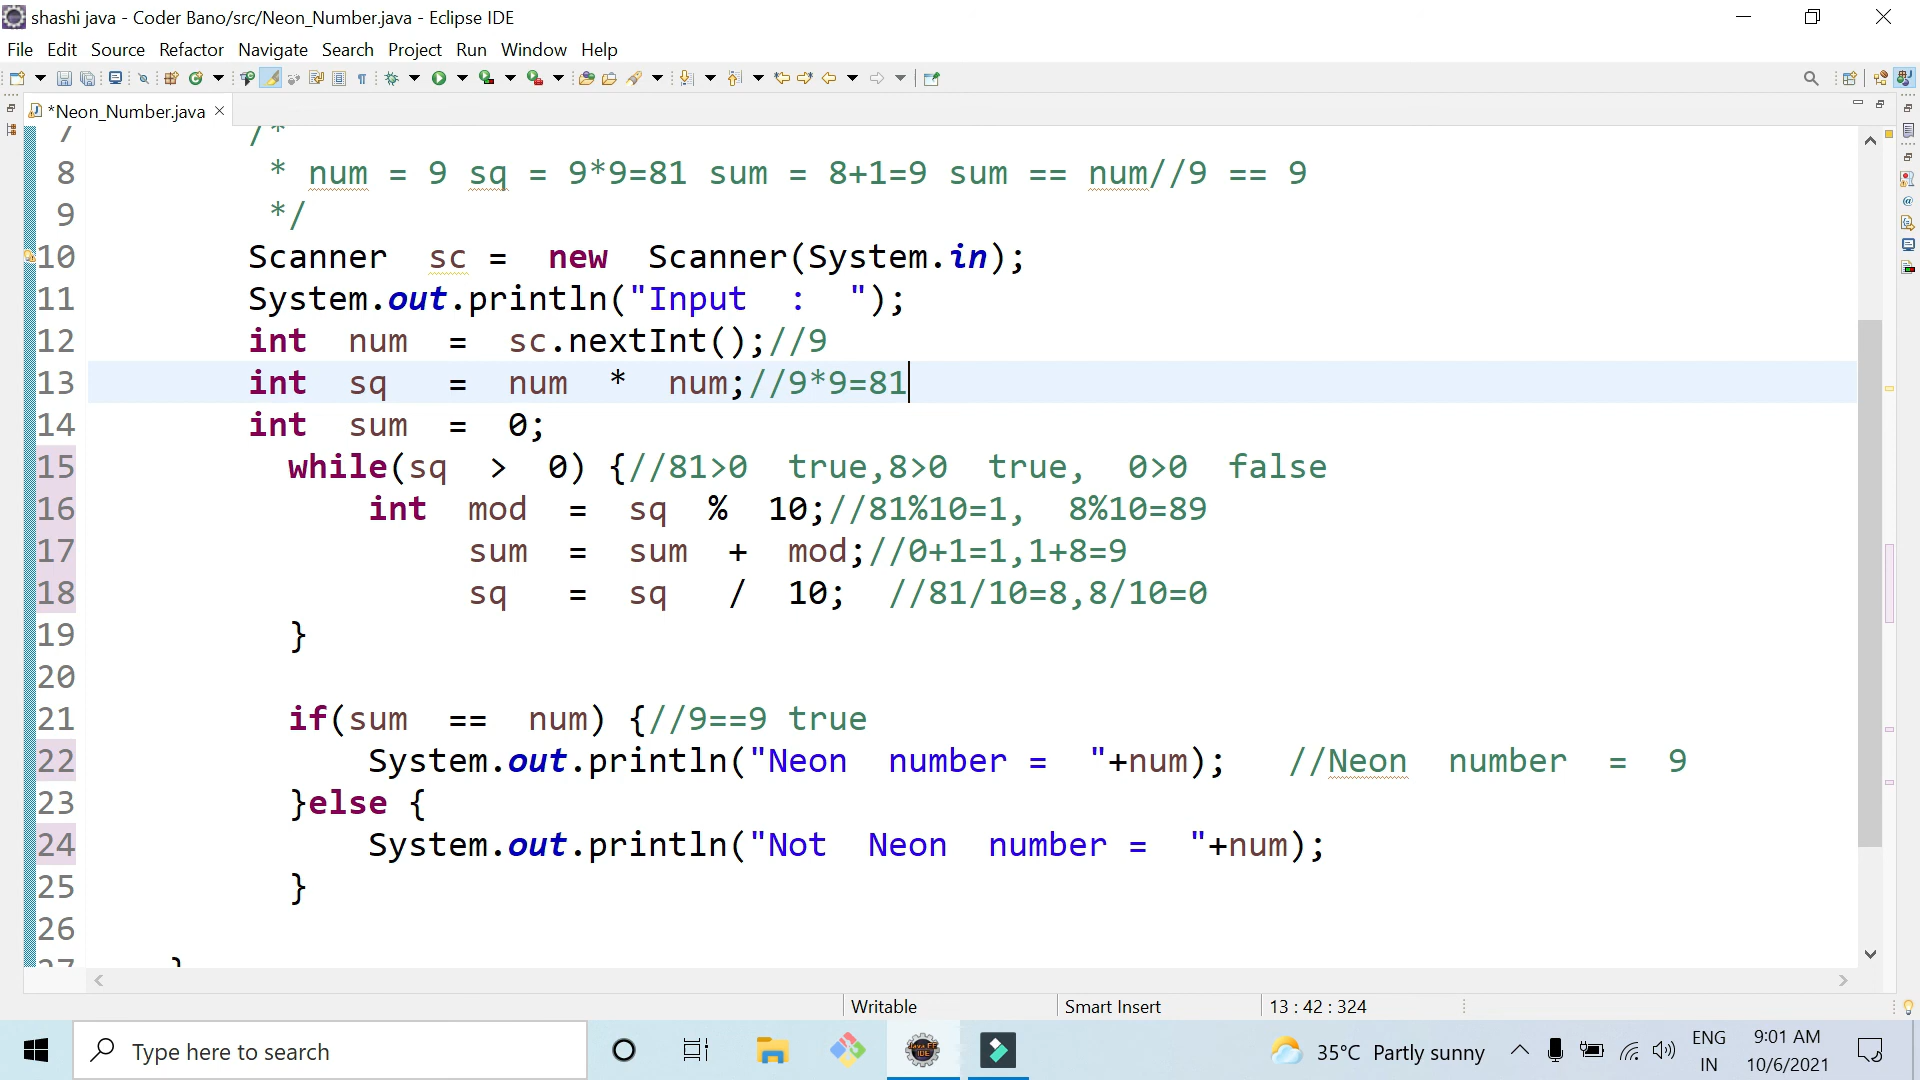 shashi java - Coder Bano/src/Neon_Number.java - Eclipse IDE
File Edit Source Refactor Navigate Search Project Run Window Help
*Neon_Number.java
7 /*
8 * num = 9 sq = 9*9=81 sum = 8+1=9 sum == num//9 == 9
9 */
10 Scanner sc = new Scanner(System.in);
11 System.out.println("Input : ");
12 int num = sc.nextInt();//9
13 int sq = num * num;//9*9=81
14 int sum = 0;
15 while(sq > 0) {//81>0 true,8>0 true, 0>0 false
16 int mod = sq % 10;//81%10=1, 8%10=89
17 sum = sum + mod;//0+1=1,1+8=9
18 sq = sq / 10; //81/10=8,8/10=0
19 }
20
21 if(sum == num) {//9==9 true
22 System.out.println("Neon number = "+num); //Neon number = 9
23 }else {
24 System.out.println("Not Neon number = "+num);
25 }
26
27 }
Writable Smart Insert 13 : 42 : 324
Type here to search
35°C Partly sunny
ENG
IN
9:01 AM
10/6/2021